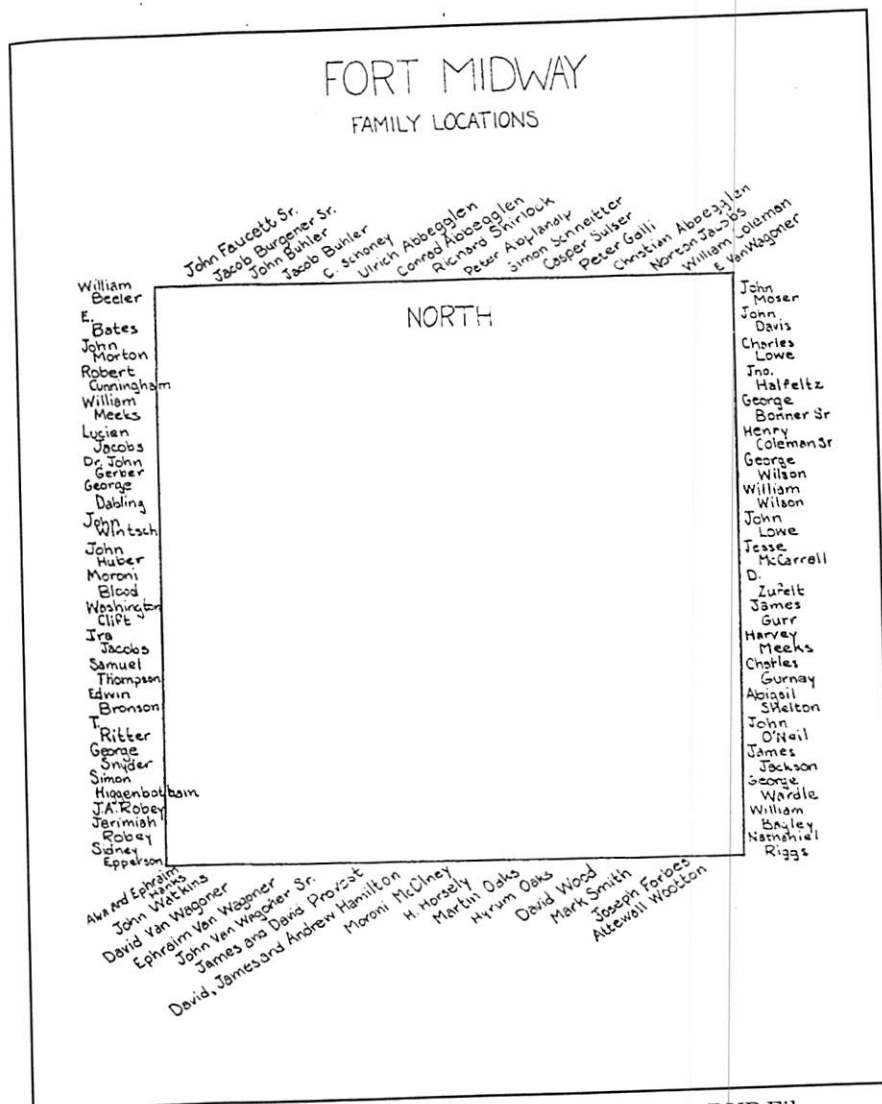 FORT MIDWAY
FAMILY LOCATIONS
John Faucett Sr.
Jacob Burgener Sr.
John Buhler
Jacob Buhler
C. Schoney
Ulrich Abbegglen
Conrad Abbegglen
Richard Shirlock
Peter Abplandlp
Simon Schneitter
Casper Sulser
Peter Galli
Christian Abbegglen
Norton Jacobs
William Coleman
E. Van Wagoner
NORTH
William
Beeler
E.
Bates
John
Morton
Robert
Cunningham
William
Meeks
Lucien
Jacobs
Dr. John
Gerber
George
Dabling
John
Wintsch
John
Huber
Moroni
Blood
Washington
Clift
Ira
Jacobs
Samuel
Thompson
Edwin
Bronson
T.
Ritter
George
Snyder
Simon
Higgenbotham
J.A. Robey
Jerimiah
Robey
Sidney
Epperson
John
Moser
John
Davis
Charles
Lowe
Jno.
Halfeltz
George
Bonner Sr
Henry
Coleman Sr
George
Wilson
William
Wilson
John
Lowe
Jesse
McCarrell
D.
Zufelt
James
Gurr
Harvey
Meeks
Charles
Gurnay
Abigail
Shelton
John
O'Neil
James
Jackson
George
Wardle
William
Bagley
Nathahiel
Riggs
Alva and Ephraim
Hanks
John Watkins
David Van Wagoner
Ephraim Van Wagoner
John Van Wagoner Sr.
James and David Provost
David, James and Andrew Hamilton
Moroni McOlney
H. Horsely
Martin Oaks
Hyrum Oaks
David Wood
Mark Smith
Joseph Forbes
Attewall Wootton